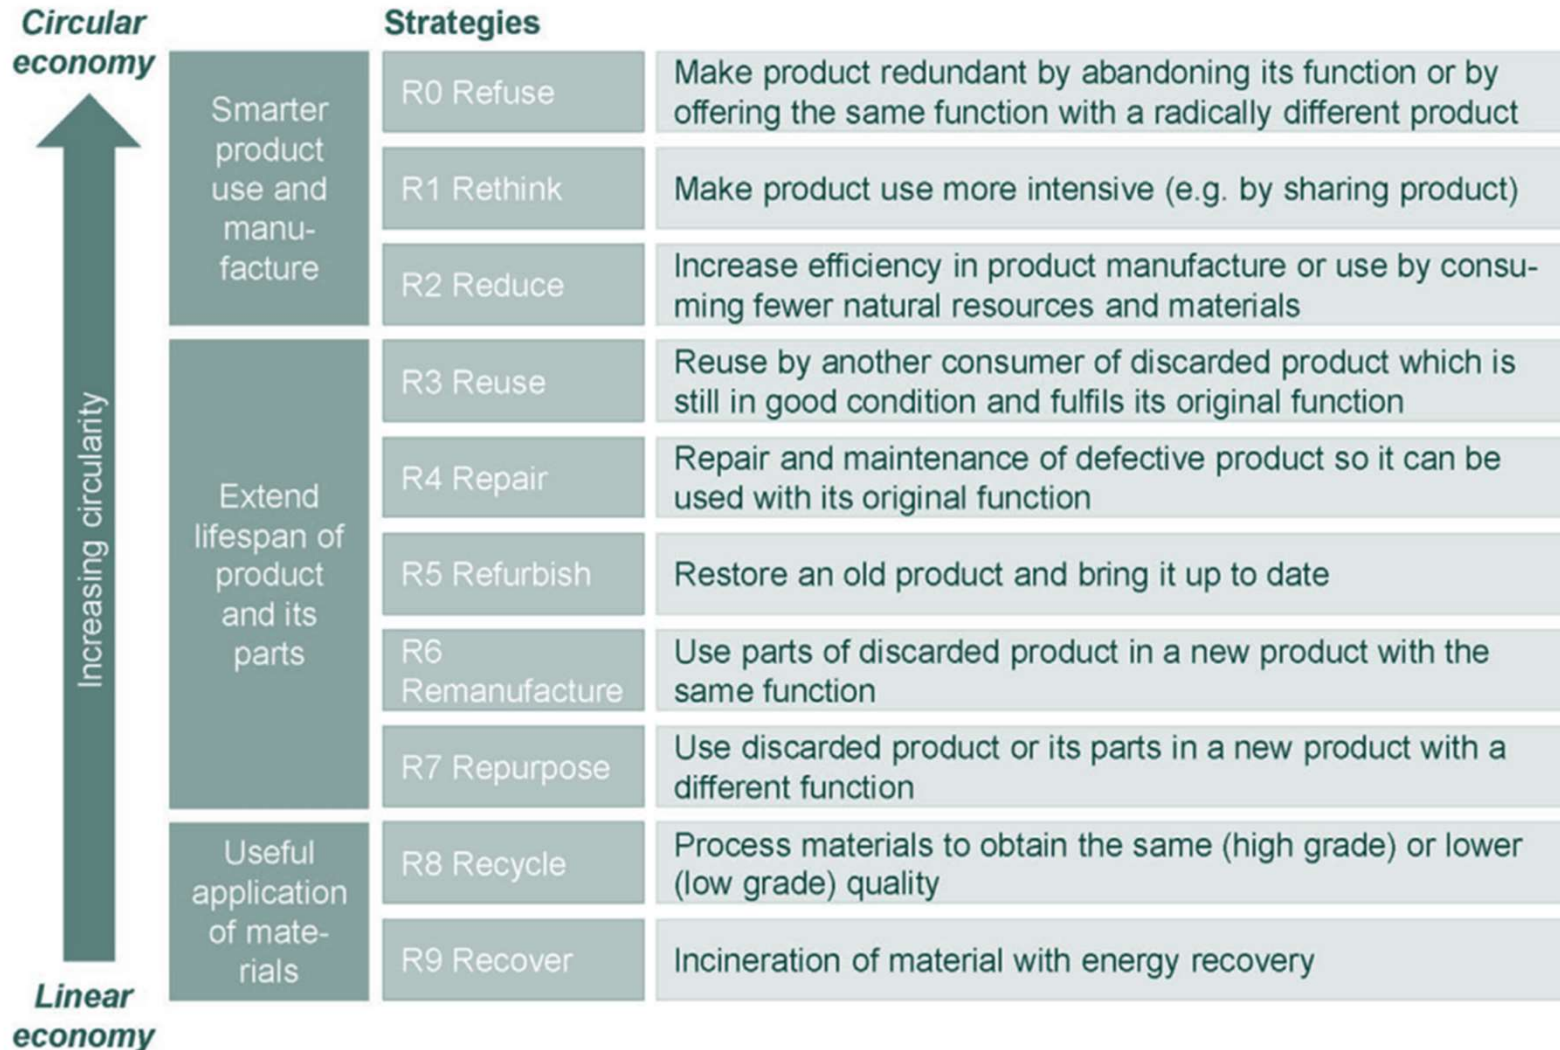 Circular
economy
Strategies
Increasing circularity
Smarter
product
use and
manu-
facture
R0 Refuse
Make product redundant by abandoning its function or by
offering the same function with a radically different product
R1 Rethink
Make product use more intensive (e.g. by sharing product)
R2 Reduce
Increase efficiency in product manufacture or use by consu-
ming fewer natural resources and materials
Extend
lifespan of
product
and its
parts
R3 Reuse
Reuse by another consumer of discarded product which is
still in good condition and fulfils its original function
R4 Repair
Repair and maintenance of defective product so it can be
used with its original function
R5 Refurbish
Restore an old product and bring it up to date
R6
Remanufacture
Use parts of discarded product in a new product with the
same function
R7 Repurpose
Use discarded product or its parts in a new product with a
different function
Useful
application
of mate-
rials
R8 Recycle
Process materials to obtain the same (high grade) or lower
(low grade) quality
R9 Recover
Incineration of material with energy recovery
Linear
economy